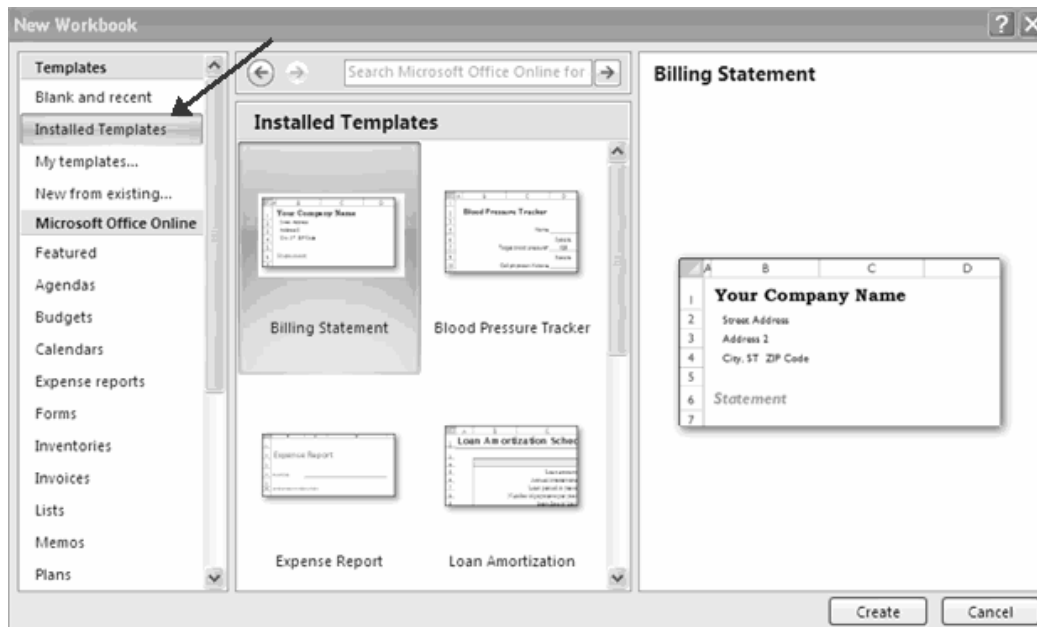 New Workbook
?
Templates
Blank and recent
Installed Templates
My templates...
New from existing...
Microsoft Office Online
Featured
Agendas
Budgets
Calendars
Expense reports
Forms
Inventories
Invoices
Lists
Memos
Plans
Search Microsoft Office Online for
Installed Templates
Your Company Name
Statement
Billing Statement
Blood Pressure Tracker
Name
Blood Pressure Tracker
Expense Report
Expense Report
Loan Amortization Sched
Loan amount
Loan Amortization
Billing Statement
A B C D
1 Your Company Name
2 Street Address
3 Address 2
4 City, ST ZIP Code
5
6 Statement
7
Create
Cancel